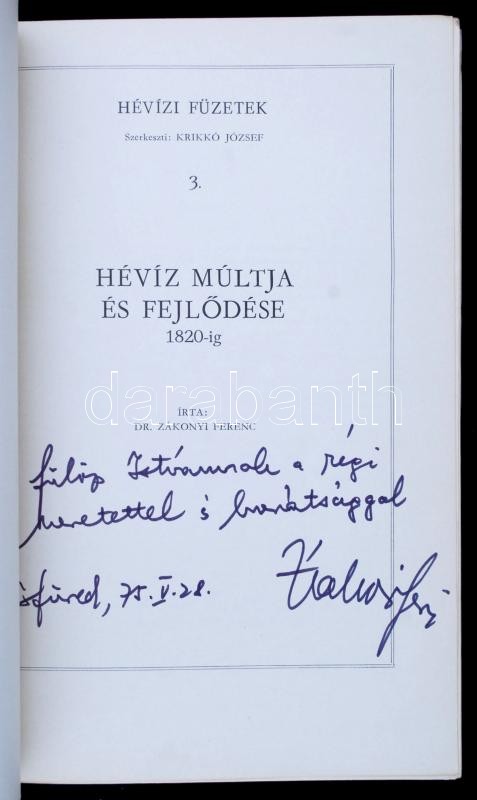 HÉVÍZI FÜZETEK
Szerkeszti: KRIKKÓ JÓZSEF
3.
HÉVÍZ MÚLTJA
ÉS FEJLŐDÉSE
1820-ig
darabanth
ÍRTA:
DR. ZÁKONYI FERENC
Fülöp Istvánnak a régi
szeretettel s barátsággal
füred, 75.V.28.